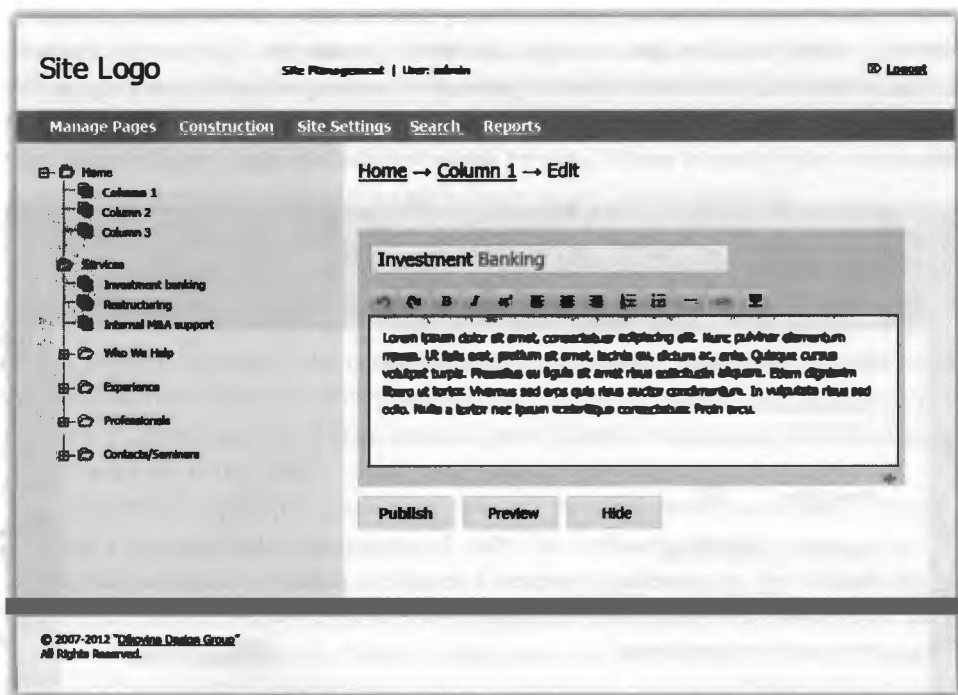 Site Logo
Site Management | User: admin
Logout
Manage Pages Construction Site Settings Search Reports
Home → Column 1 → Edit
Home
Column 1
Column 2
Column 3
Services
Investment banking
Restructuring
Internal M&A support
Who We Help
Experience
Professionals
Contacts/Seminars
Investment Banking
B I
Lorem ipsum dolor sit amet, consectetuer adipiscing elit. Nunc pulvinar elementum
Ut felis erat, pretium sit amet, lacinia eu, dictum ac, ante. Quisque cursus
volutpat turpis. Phasellus eu ligula sit amet risus sollicitudin aliquam. Etiam dignissim
libero ut tortor. Vivamus sed eros quis risus auctor condimentum. In vulputate risus sed
odio. Nulla a tortor nec ipsum scelerisque consectetuer. Proin arcu.
Publish Preview Hide
© 2007-2012 "Dikovina Design Group"
All Rights Reserved.